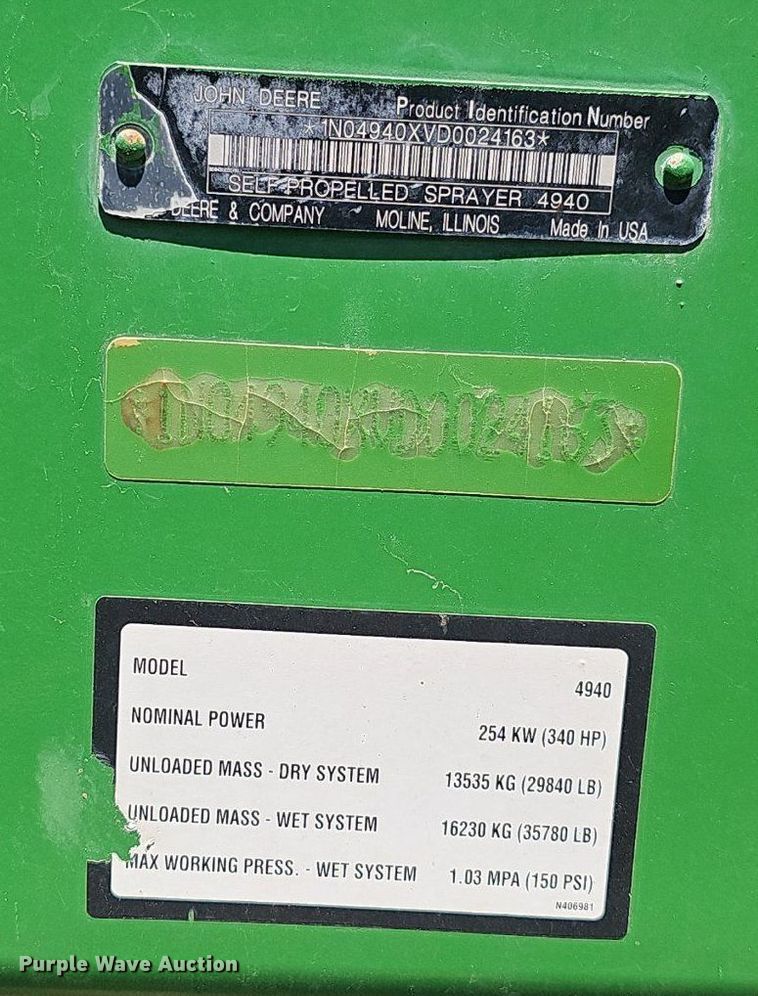 JOHN DEERE Product Identification Number
*1N04940XVD0024163*
SELF-PROPELLED SPRAYER 4940
DEERE & COMPANY MOLINE, ILLINOIS Made In USA
*1N04940XVD0024163*
MODEL 4940
NOMINAL POWER 254 KW (340 HP)
UNLOADED MASS - DRY SYSTEM 13535 KG (29840 LB)
UNLOADED MASS - WET SYSTEM 16230 KG (35780 LB)
MAX WORKING PRESS. - WET SYSTEM 1.03 MPA (150 PSI)
N406981
Purple Wave Auction